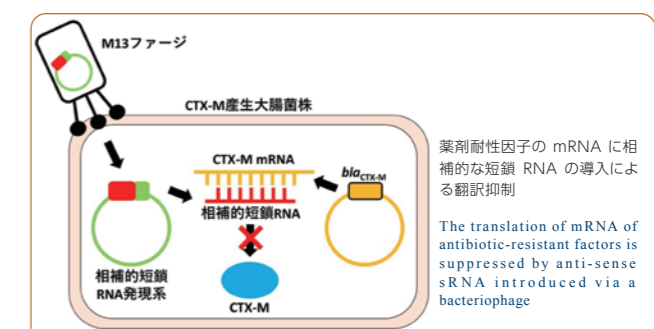 M13ファージ
CTX-M産生大腸菌株
CTX-M mRNA
bla CTX-M
相補的短鎖RNA
相補的短鎖
RNA発現系
CTX-M
薬剤耐性因子の mRNA に相
補的な短鎖 RNA の導入によ
る翻訳抑制
The translation of mRNA of
antibiotic-resistant factors is
suppressed by anti-sense
sRNA introduced via a
bacteriophage